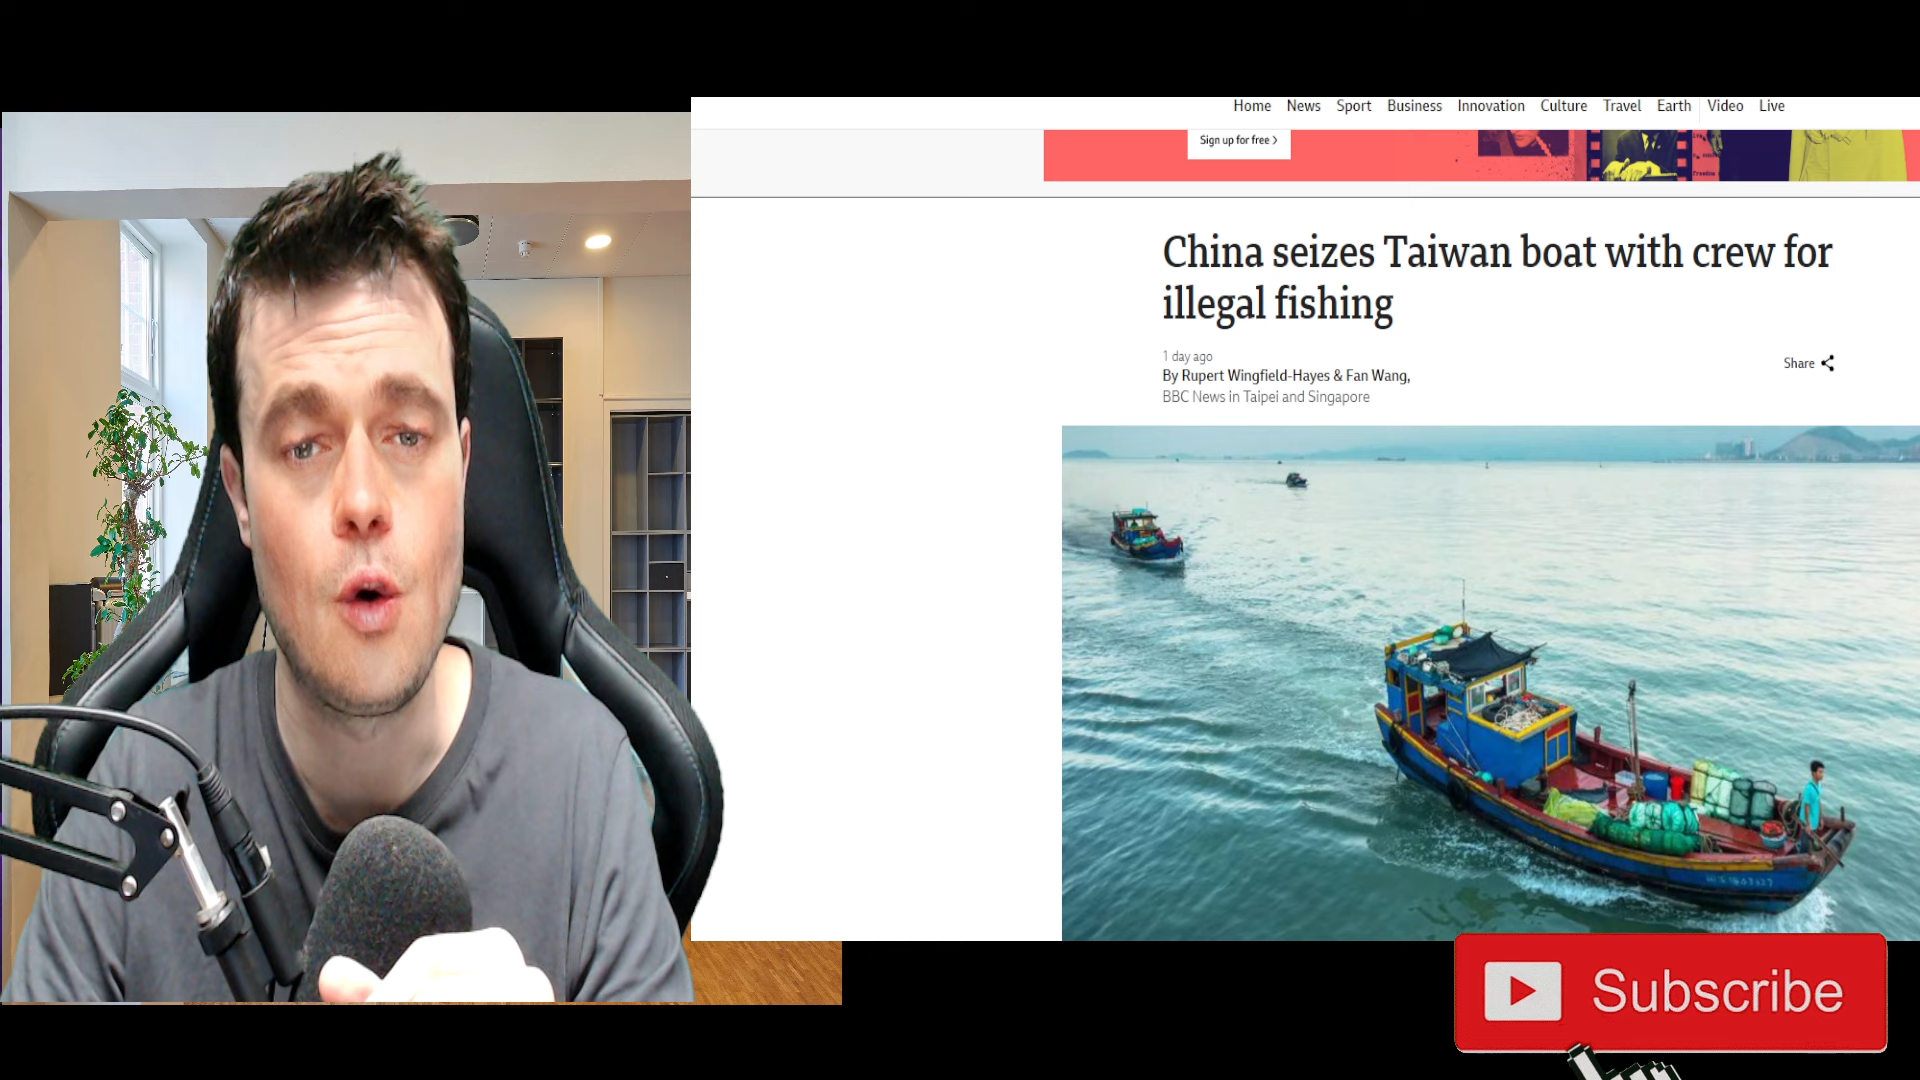 Home News Sport Business Innovation Culture Travel Earth Video Live
Sign up for free >
China seizes Taiwan boat with crew for
illegal fishing
1 day ago
Share
By Rupert Wingfield-Hayes & Fan Wang,
BBC News in Taipei and Singapore
Subscribe